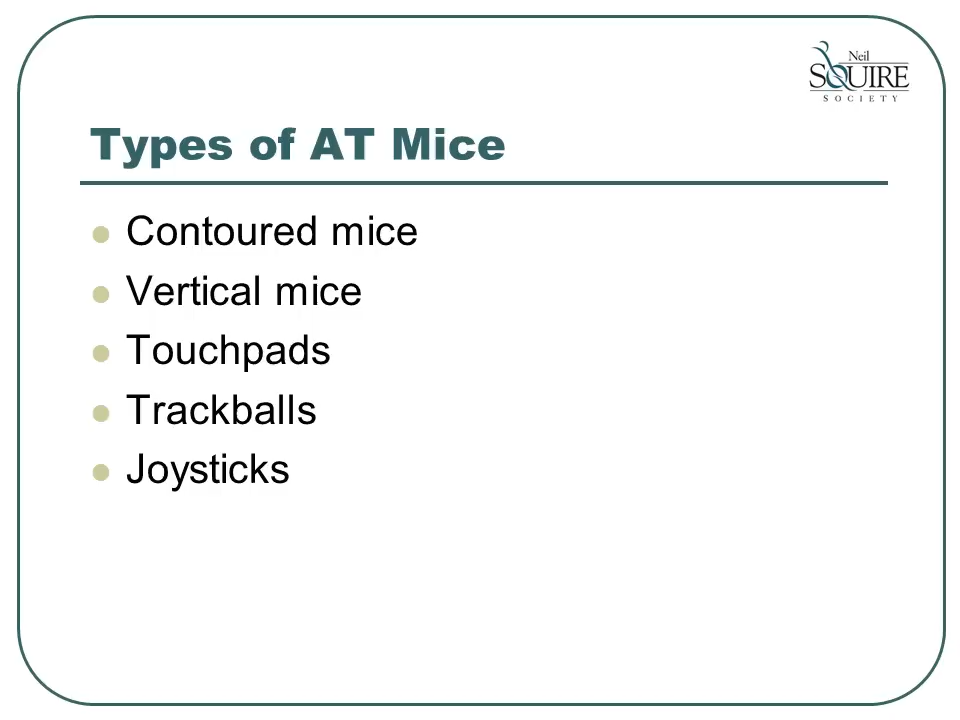 Neil
SQUIRE
SOCIETY
Types of AT Mice
Contoured mice
Vertical mice
Touchpads
Trackballs
Joysticks